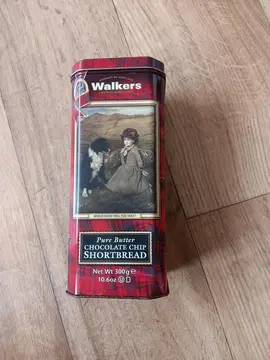 Walkers
Pure Butter
CHOCOLATE CHIP
SHORTBREAD
Net Wt 300g e
10.6oz Ⓤ D